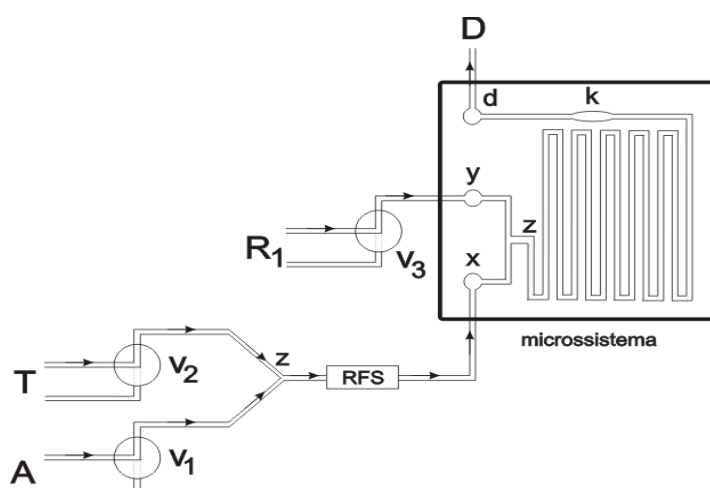 D
d k
y
R1 V3
z
x
microssistema
T V2
z
RFS
A V1